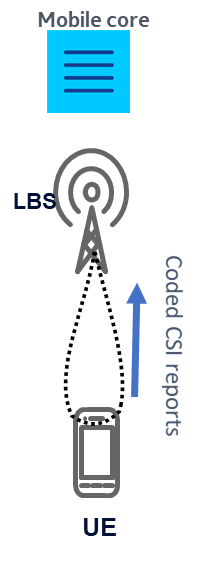 Mobile core
LBS
Coded CSI reports
UE